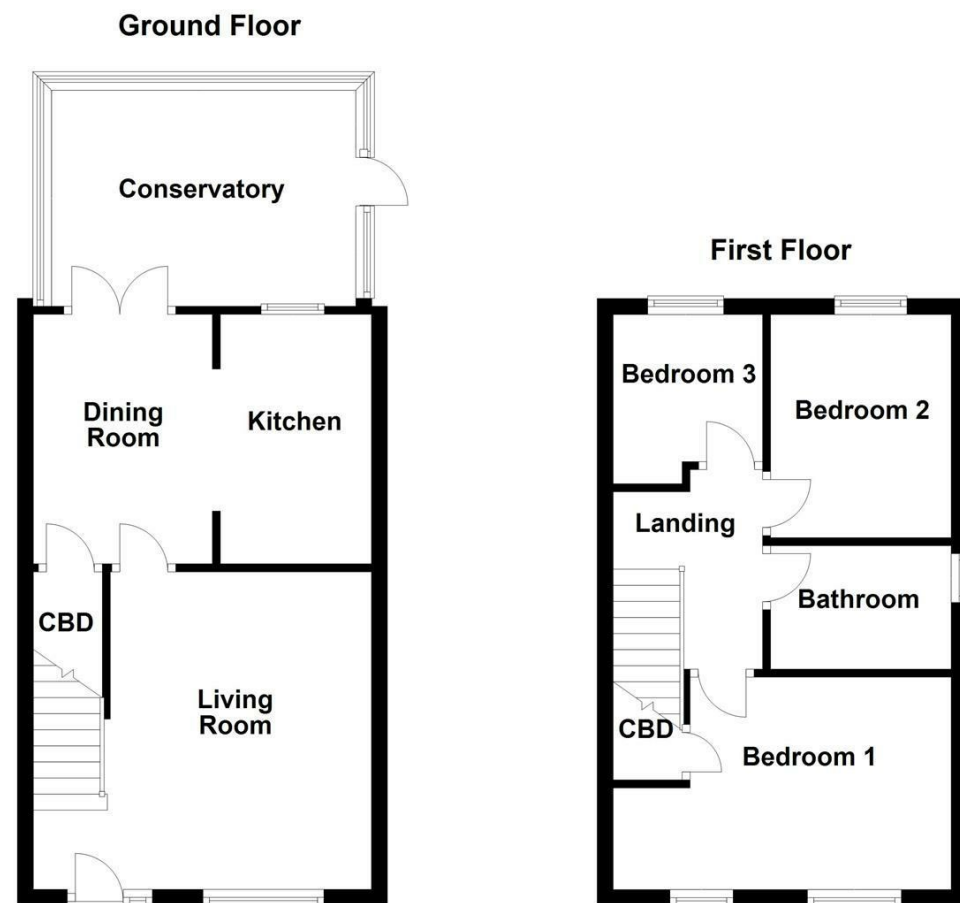 Ground Floor
Conservatory
Dining
Room
Kitchen
CBD
Living
Room
First Floor
Bedroom 3
Bedroom 2
Landing
Bathroom
CBD
Bedroom 1